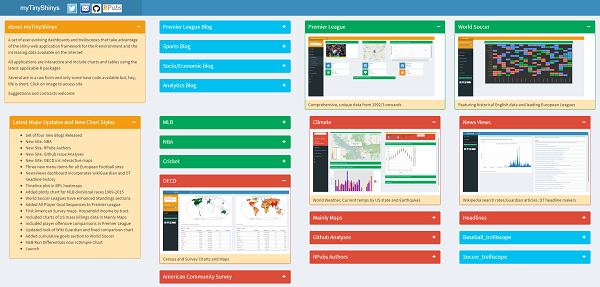 myTinyShinys
RPubs
About myTinyShinys
A set of evolving dashboards and trelliscopes that take advantage
of the shiny web application framework for the R environment and the
increasing data available on the internet
All applications are interactive and include charts and tables using the
latest applicable R packages
Several are in a raw form and only some have code available but, hey,
life is short. Click on image to access site
Suggestions and contracts welcome
Latest Major Updates and New Chart Styles
Set of four new Blogs Released
New Site: NBA
New Site, RPubs Authors
New Site, Github Issue Analyses
New Site, OECD inc interactive maps
Three new menu items for all European Football sites
News Views dashboard incorporates wiki/Guardian and DT
headline history
Timeline plot in EPL heatmaps
Added plotly chart for MLB divisional races 1969-2015
World Soccer Leagues have enhanced Standings sections
Added All Player Goal Sequences to Premier League
First American Survey Maps, Household Income by tract
Included charts of US mass killings data in Mainly Maps
Included player offensive comparisons in Premier League
Updated look of Wiki Guardian and fixed comparison chart
Added cumulative goals section to World Soccer
MLB Run Differentials now rcdimple Chart
Launch
Premier League Blog
Sports Blog
Socio/Economic Blog
Analytics Blog
MLB
NBA
Cricket
OECD
Census and Survey Charts and Maps
American Community Survey
Premier League
Comprehensive, unique data from 1992/3 onwards
Climate
World Weather, Current temps by US state and Earthquakes
Mainly Maps
Github Analyses
RPubs Authors
World Soccer
Featuring historical English data and leading European Leagues
News Views
Wikipedia search rates/Guardian articles, DT headline makers
Headlines
Baseball_trelliscope
Soccer_trelliscope